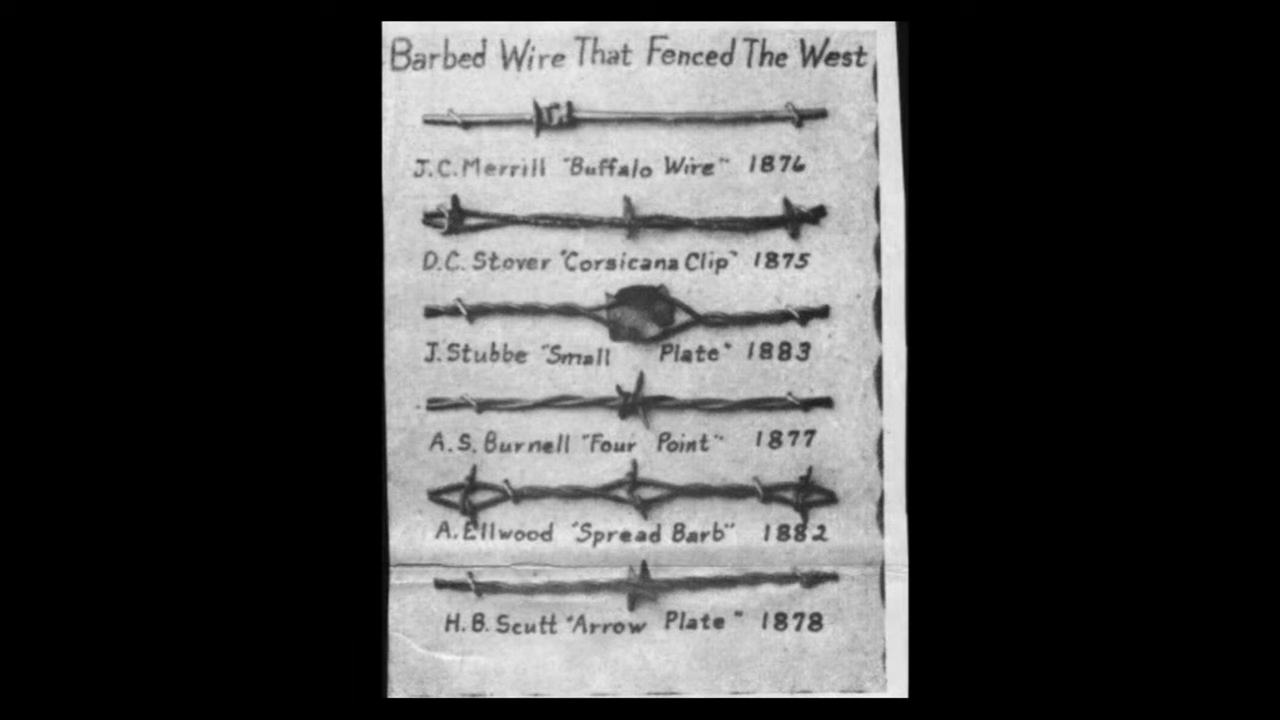 Barbed Wire That Fenced The West
J.C. Merrill "Buffalo Wire" 1876
D.C. Stover "Corsicana Clip" 1875
J. Stubbe "Small Plate" 1883
A.S. Burnell "Four Point" 1877
A. Ellwood "Spread Barb" 1882
H.B. Scutt "Arrow Plate" 1878